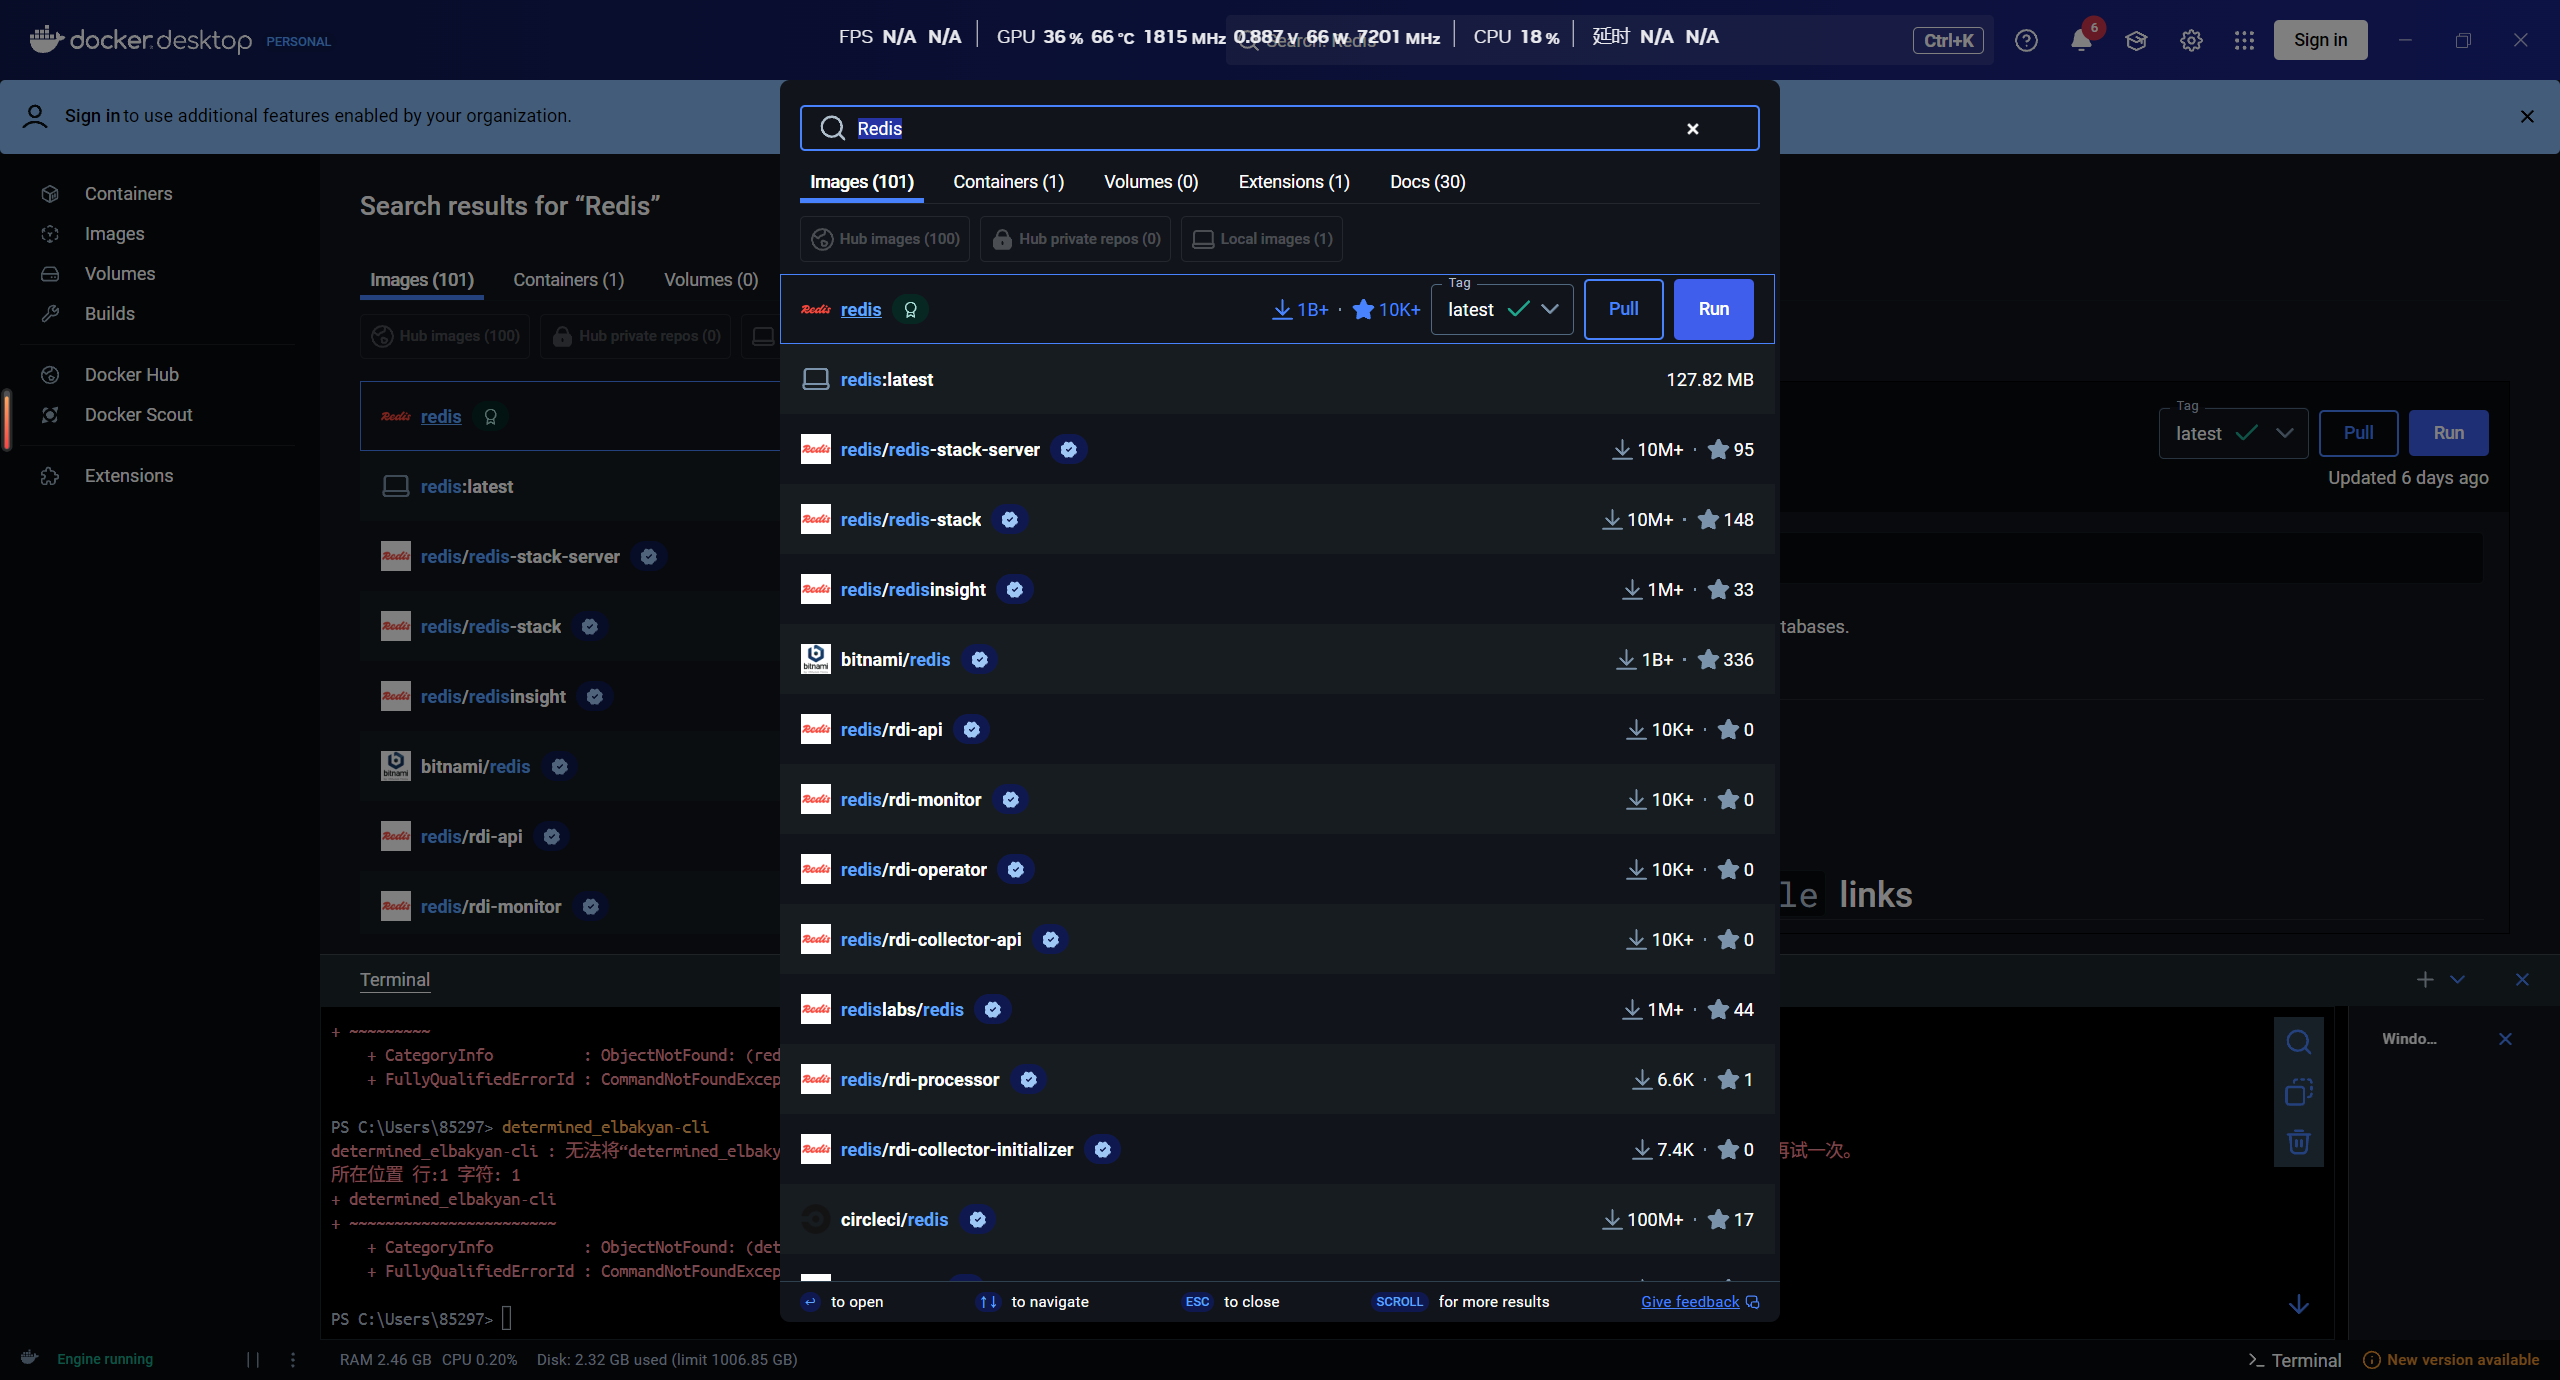 docker desktop PERSONAL
FPS N/A N/A GPU 36 % 66 °C 1815 MHz 0.887 V 66 W 7201 MHz CPU 18 % 延时 N/A N/A
Ctrl+K
6
Sign in
Sign in to use additional features enabled by your organization.
Containers
Images
Volumes
Builds
Docker Hub
Docker Scout
Extensions
Search results for “Redis”
Images (101) Containers (1) Volumes (0)
Hub images (100) Hub private repos (0)
redis
redis:latest
redis/redis-stack-server
redis/redis-stack
redis/redisinsight
bitnami/redis
redis/rdi-api
redis/rdi-monitor
Redis
Images (101) Containers (1) Volumes (0) Extensions (1) Docs (30)
Hub images (100) Hub private repos (0) Local images (1)
redis 1B+ · 10K+ Tag latest Pull Run
redis:latest 127.82 MB
redis/redis-stack-server 10M+ · 95
redis/redis-stack 10M+ · 148
redis/redisinsight 1M+ · 33
bitnami/redis 1B+ · 336
redis/rdi-api 10K+ · 0
redis/rdi-monitor 10K+ · 0
redis/rdi-operator 10K+ · 0
redis/rdi-collector-api 10K+ · 0
redislabs/redis 1M+ · 44
redis/rdi-processor 6.6K · 1
redis/rdi-collector-initializer 7.4K · 0
circleci/redis 100M+ · 17
to open to navigate ESC to close SCROLL for more results Give feedback
Tag
latest Pull Run
Updated 6 days ago
tabases.
le links
Terminal
+ ~~~~~~~~~
+ CategoryInfo : ObjectNotFound: (red
+ FullyQualifiedErrorId : CommandNotFoundExcep
PS C:\Users\85297> determined_elbakyan-cli
determined_elbakyan-cli : 无法将“determined_elbaky
再试一次。
所在位置 行:1 字符: 1
+ determined_elbakyan-cli
+ ~~~~~~~~~~~~~~~~~~~~~~~
+ CategoryInfo : ObjectNotFound: (det
+ FullyQualifiedErrorId : CommandNotFoundExcep
PS C:\Users\85297>
Windo...
Engine running RAM 2.46 GB CPU 0.20% Disk: 2.32 GB used (limit 1006.85 GB) Terminal New version available